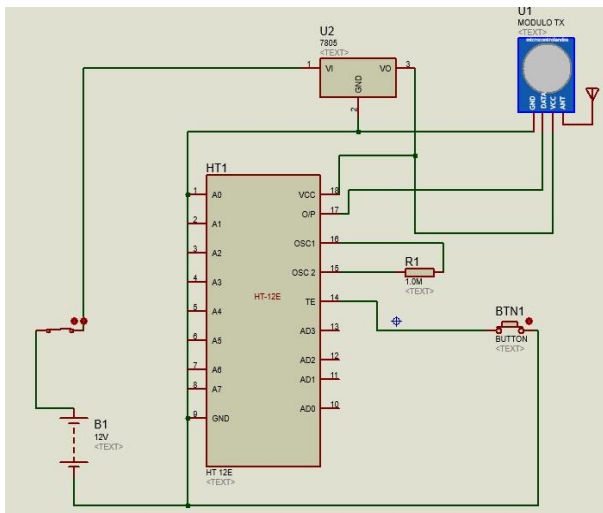 U1
MODULO TX
<TEXT>
U2
7805
<TEXT>
1 VI VO 3
GND
2
GND DATA VCC ANT
HT1
1 A0 VCC 18
2 A1 O/P 17
3 A2 OSC1 16
4 A3 OSC 2 15
HT-12E
5 A4 TE 14
6 A5 AD3 13
7 A6 AD2 12
8 A7 AD1 11
9 GND AD0 10
HT 12E
<TEXT>
R1
1.0M
<TEXT>
BTN1
BUTTON
<TEXT>
B1
12V
<TEXT>